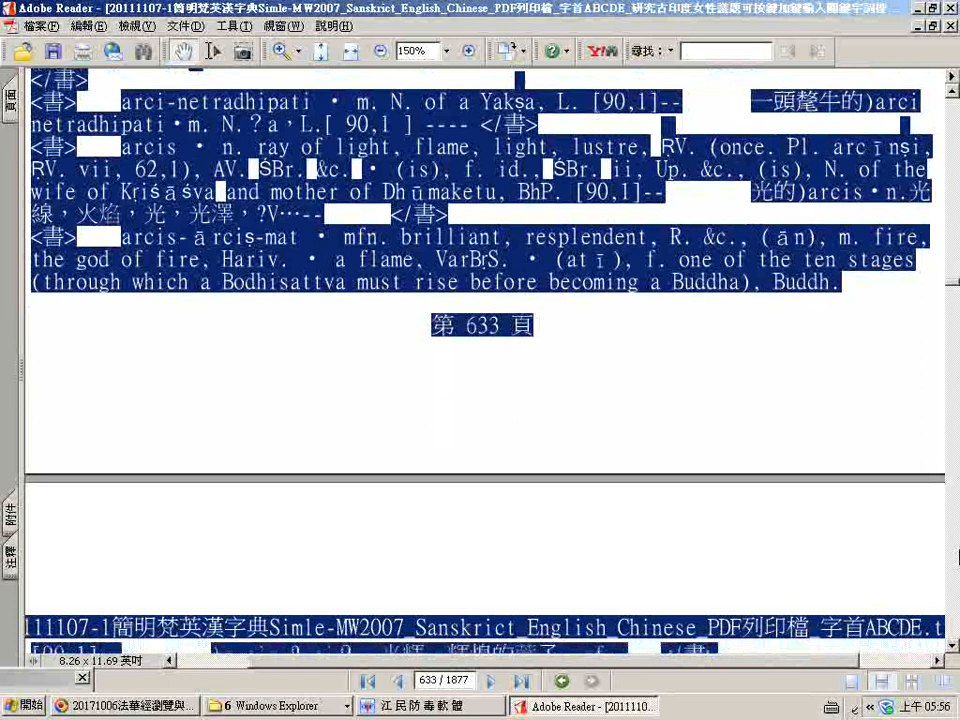 Adobe Reader - [20111107-1簡明梵英漢字典Simle-MW2007_Sanskrict_English_Chinese_PDF列印檔_字首ABCDE_研究古印度女性議題可按快鍵輸入關鍵字詞搜
檔案(F) 編輯(E) 檢視(V) 文件(D) 工具(T) 視窗(W) 說明(H)
150% Y! 尋找:
頁面
</書>
<書> arci-netradhipati ‧ m. N. of a Yakṣa, L. [90,1]-- 一頭氂牛的)arci
netradhipati‧m. N.？a，L.[ 90,1 ] ---- </書>
<書> arcis ‧ n. ray of light, flame, light, lustre, ṚV. (once. Pl. arcīnṣi,
RV. vii, 62,1), AV. ŚBr. &c. ‧ (is), f. id., ŚBr. ii, Up. &c., (is), N. of the
wife of Kṛiśāśva and mother of Dhūmaketu, BhP. [90,1]-- 光的)arcis‧n.光
線，火焰，光，光澤，?V…-- </書>
<書> arcis-ārciṣ-mat ‧ mfn. brilliant, resplendent, R. &c., (ān), m. fire,
the god of fire, Hariv. ‧ a flame, VarBṛS. ‧ (atī), f. one of the ten stages
(through which a Bodhisattva must rise before becoming a Buddha), Buddh.
第 633 頁
附件
注釋
111107-1簡明梵英漢字典Simle-MW2007_Sanskrict_English_Chinese_PDF列印檔_字首ABCDE.t
8.26 x 11.69 英吋
633 / 1877
開始 20171006法華經瀏覽與... 6 Windows Explorer 江民防毒軟體 Adobe Reader - [2011110... 上午 05:56